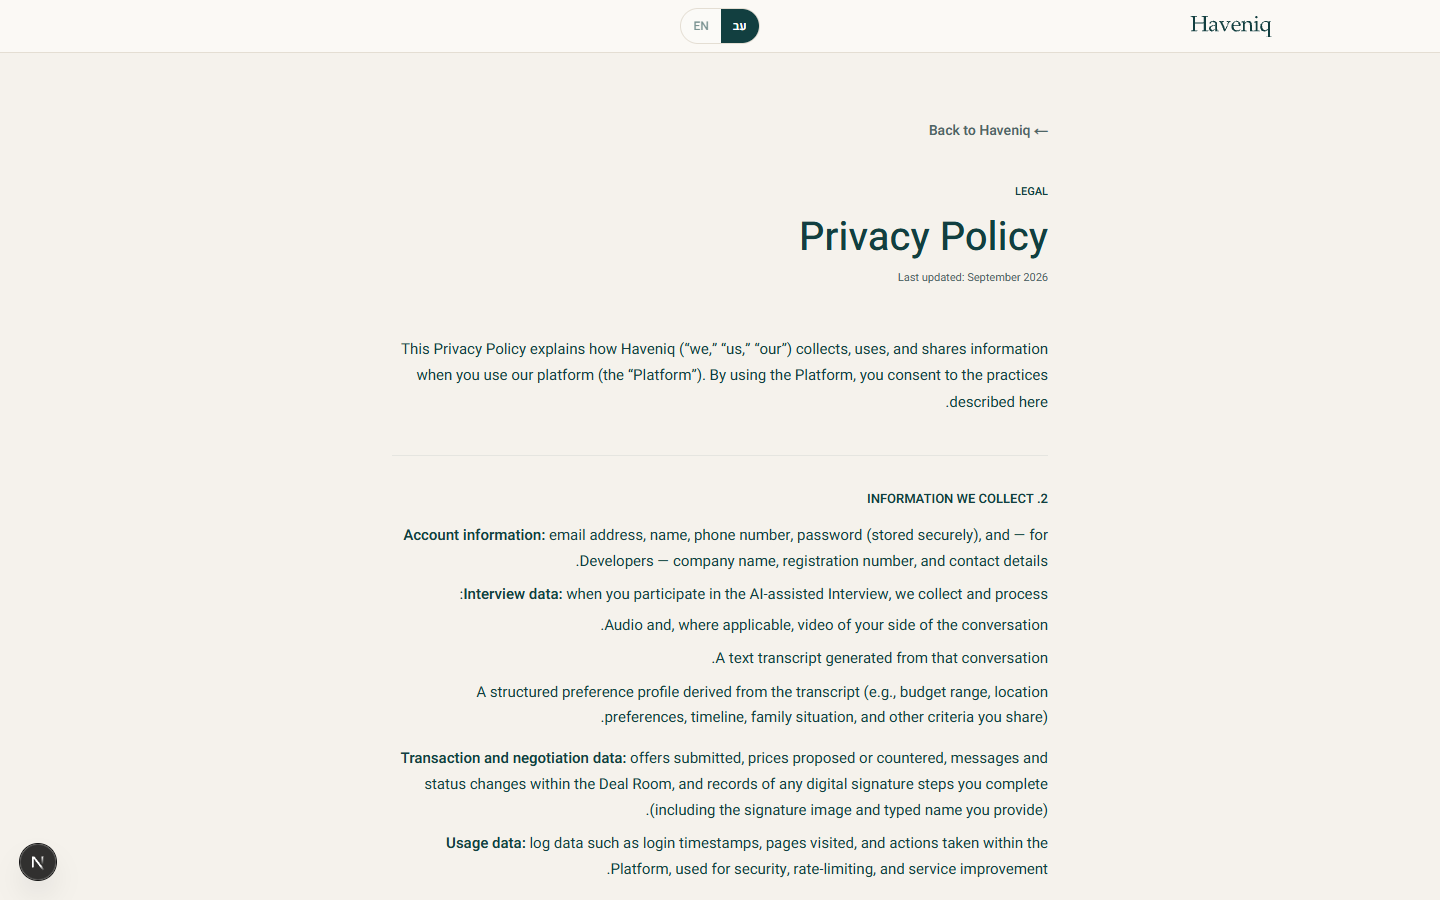 Haveniq
עב
EN
Back to Haveniq ←
LEGAL
Privacy Policy
Last updated: September 2026
This Privacy Policy explains how Haveniq (“we,” “us,” “our”) collects, uses, and shares information
when you use our platform (the “Platform”). By using the Platform, you consent to the practices
.described here
INFORMATION WE COLLECT .2
Account information: email address, name, phone number, password (stored securely), and — for
.Developers — company name, registration number, and contact details
:Interview data: when you participate in the AI-assisted Interview, we collect and process
.Audio and, where applicable, video of your side of the conversation
.A text transcript generated from that conversation
A structured preference profile derived from the transcript (e.g., budget range, location
.preferences, timeline, family situation, and other criteria you share)
Transaction and negotiation data: offers submitted, prices proposed or countered, messages and
status changes within the Deal Room, and records of any digital signature steps you complete
.(including the signature image and typed name you provide)
Usage data: log data such as login timestamps, pages visited, and actions taken within the
.Platform, used for security, rate-limiting, and service improvement
N